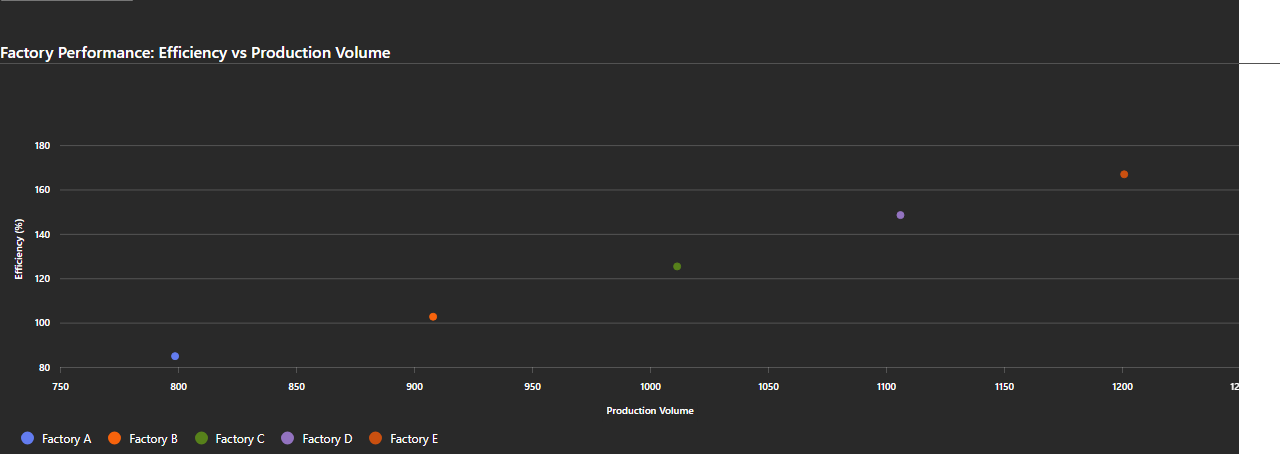 Factory Performance: Efficiency vs Production Volume
180
160
140
120
100
80
Efficiency (%)
750 800 850 900 950 1000 1050 1100 1150 1200
Production Volume
Factory A Factory B Factory C Factory D Factory E